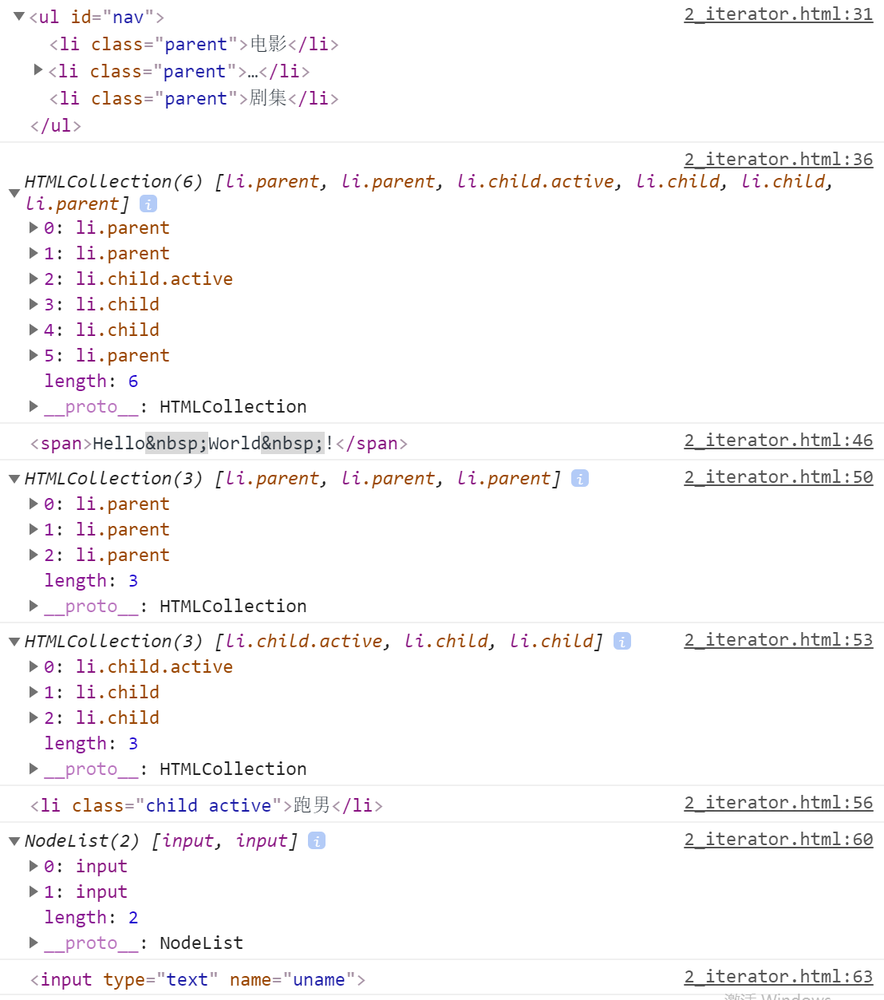 ▼<ul id="nav"> 2_iterator.html:31
<li class="parent">电影</li>
▶<li class="parent">…</li>
<li class="parent">剧集</li>
</ul>
2_iterator.html:36
▼HTMLCollection(6) [li.parent, li.parent, li.child.active, li.child, li.child,
li.parent] i
▶0: li.parent
▶1: li.parent
▶2: li.child.active
▶3: li.child
▶4: li.child
▶5: li.parent
length: 6
▶__proto__: HTMLCollection
<span>Hello&nbsp;World&nbsp;!</span> 2_iterator.html:46
▼HTMLCollection(3) [li.parent, li.parent, li.parent] i 2_iterator.html:50
▶0: li.parent
▶1: li.parent
▶2: li.parent
length: 3
▶__proto__: HTMLCollection
▼HTMLCollection(3) [li.child.active, li.child, li.child] i 2_iterator.html:53
▶0: li.child.active
▶1: li.child
▶2: li.child
length: 3
▶__proto__: HTMLCollection
<li class="child active">跑男</li> 2_iterator.html:56
▼NodeList(2) [input, input] i 2_iterator.html:60
▶0: input
▶1: input
length: 2
▶__proto__: NodeList
<input type="text" name="uname"> 2_iterator.html:63
激活 Windows